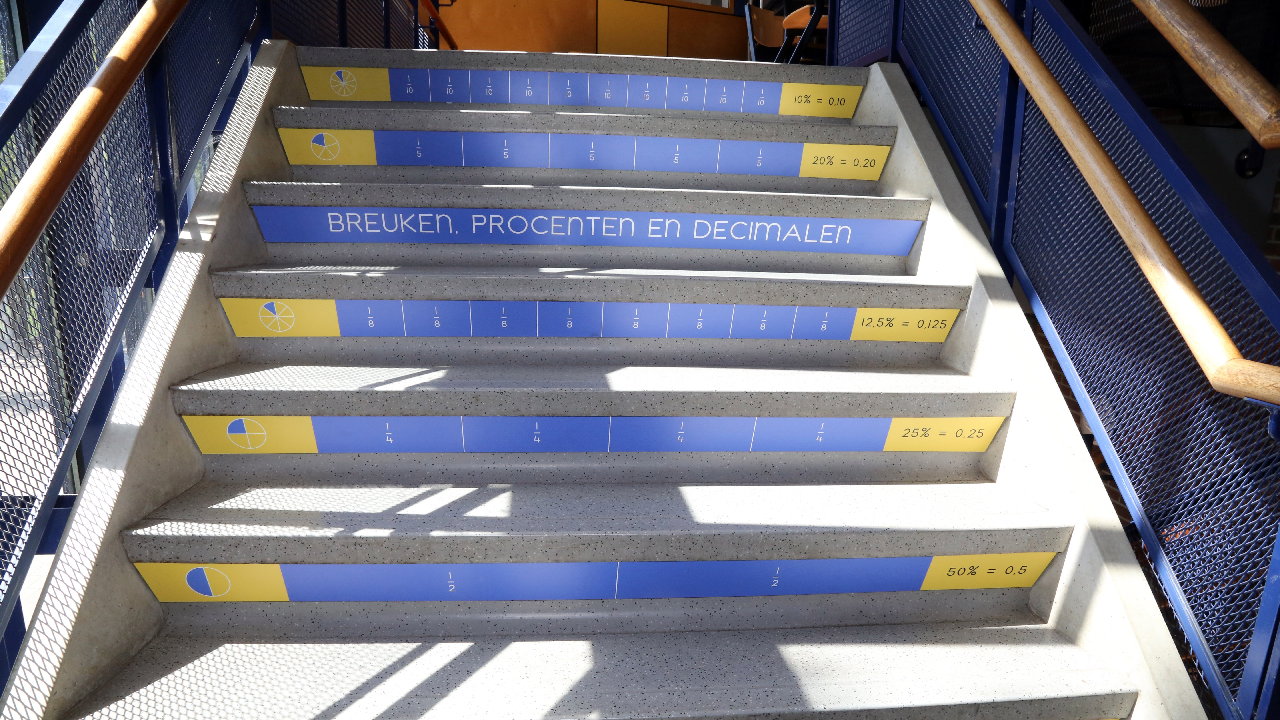 1/10 1/10 1/10 1/10 1/10 1/10 1/10 1/10 1/10 1/10 10% = 0,10
1/5 1/5 1/5 1/5 1/5 20% = 0,20
BREUKEN, PROCENTEN EN DECIMALEN
1/8 1/8 1/8 1/8 1/8 1/8 1/8 1/8 12,5% = 0,125
1/4 1/4 1/4 1/4 25% = 0,25
1/2 1/2 50% = 0,5